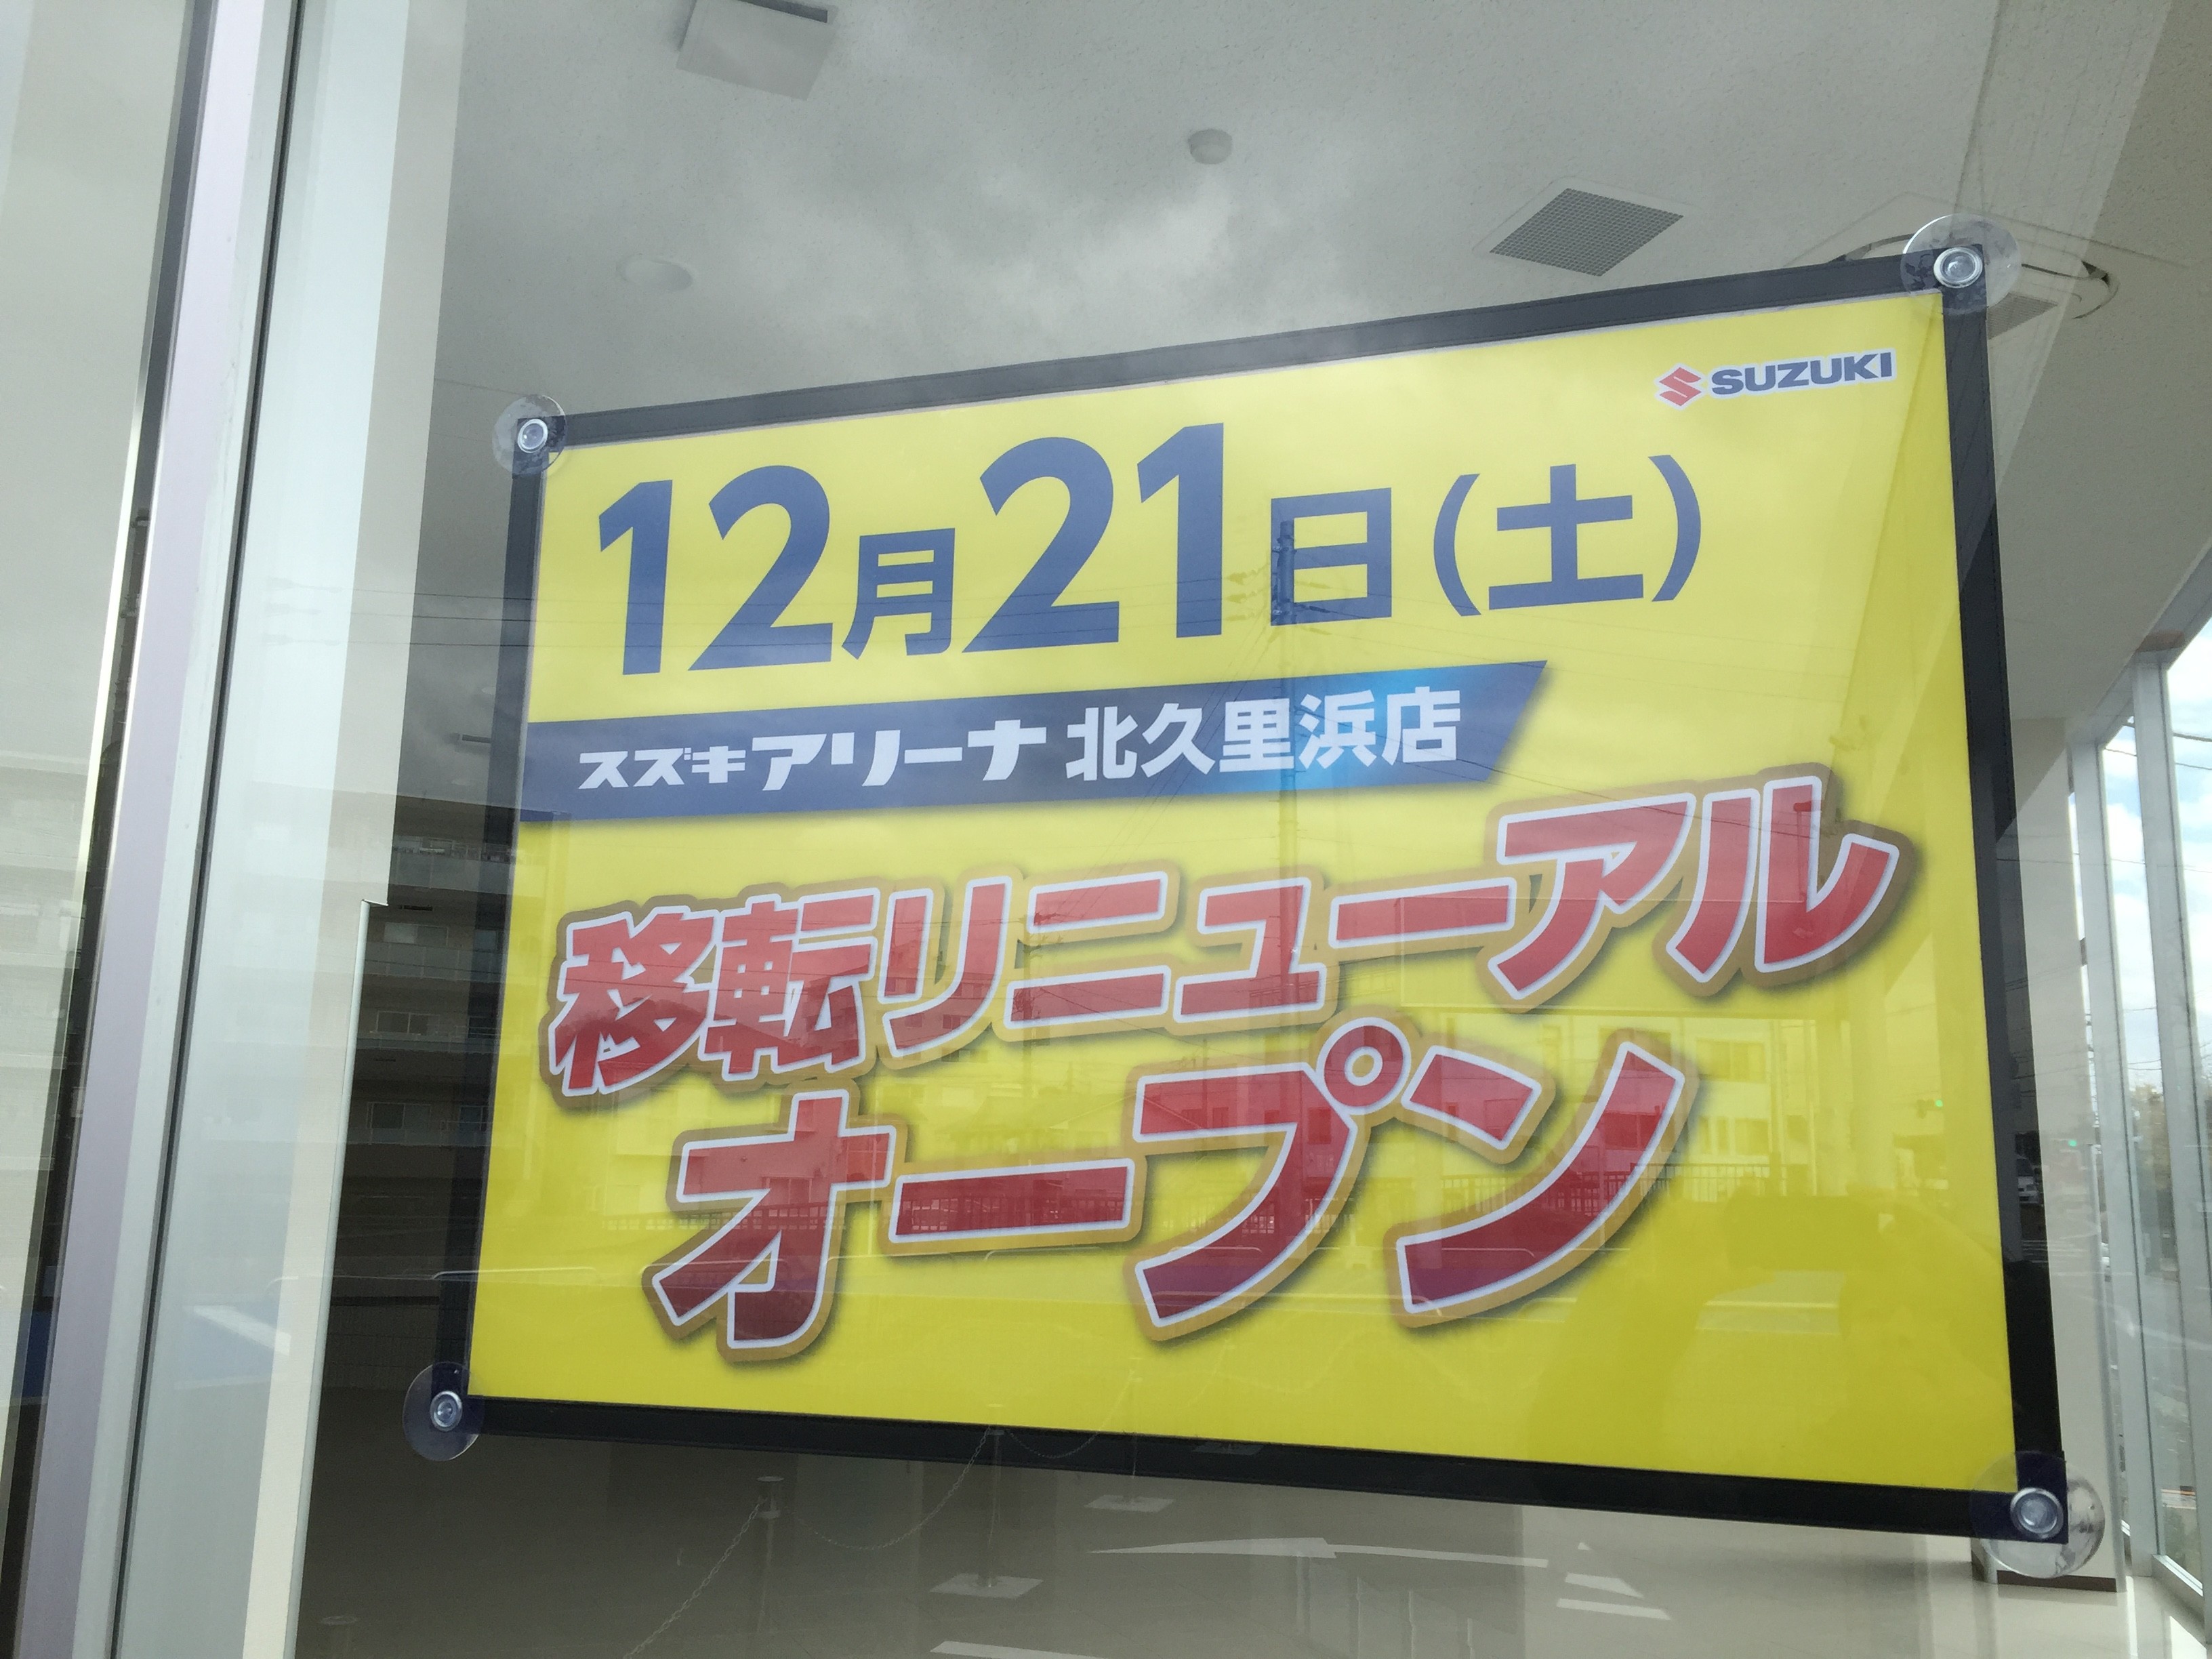 SUZUKI
12月21日(土)
スズキアリーナ 北久里浜店
移転リニューアル
オープン